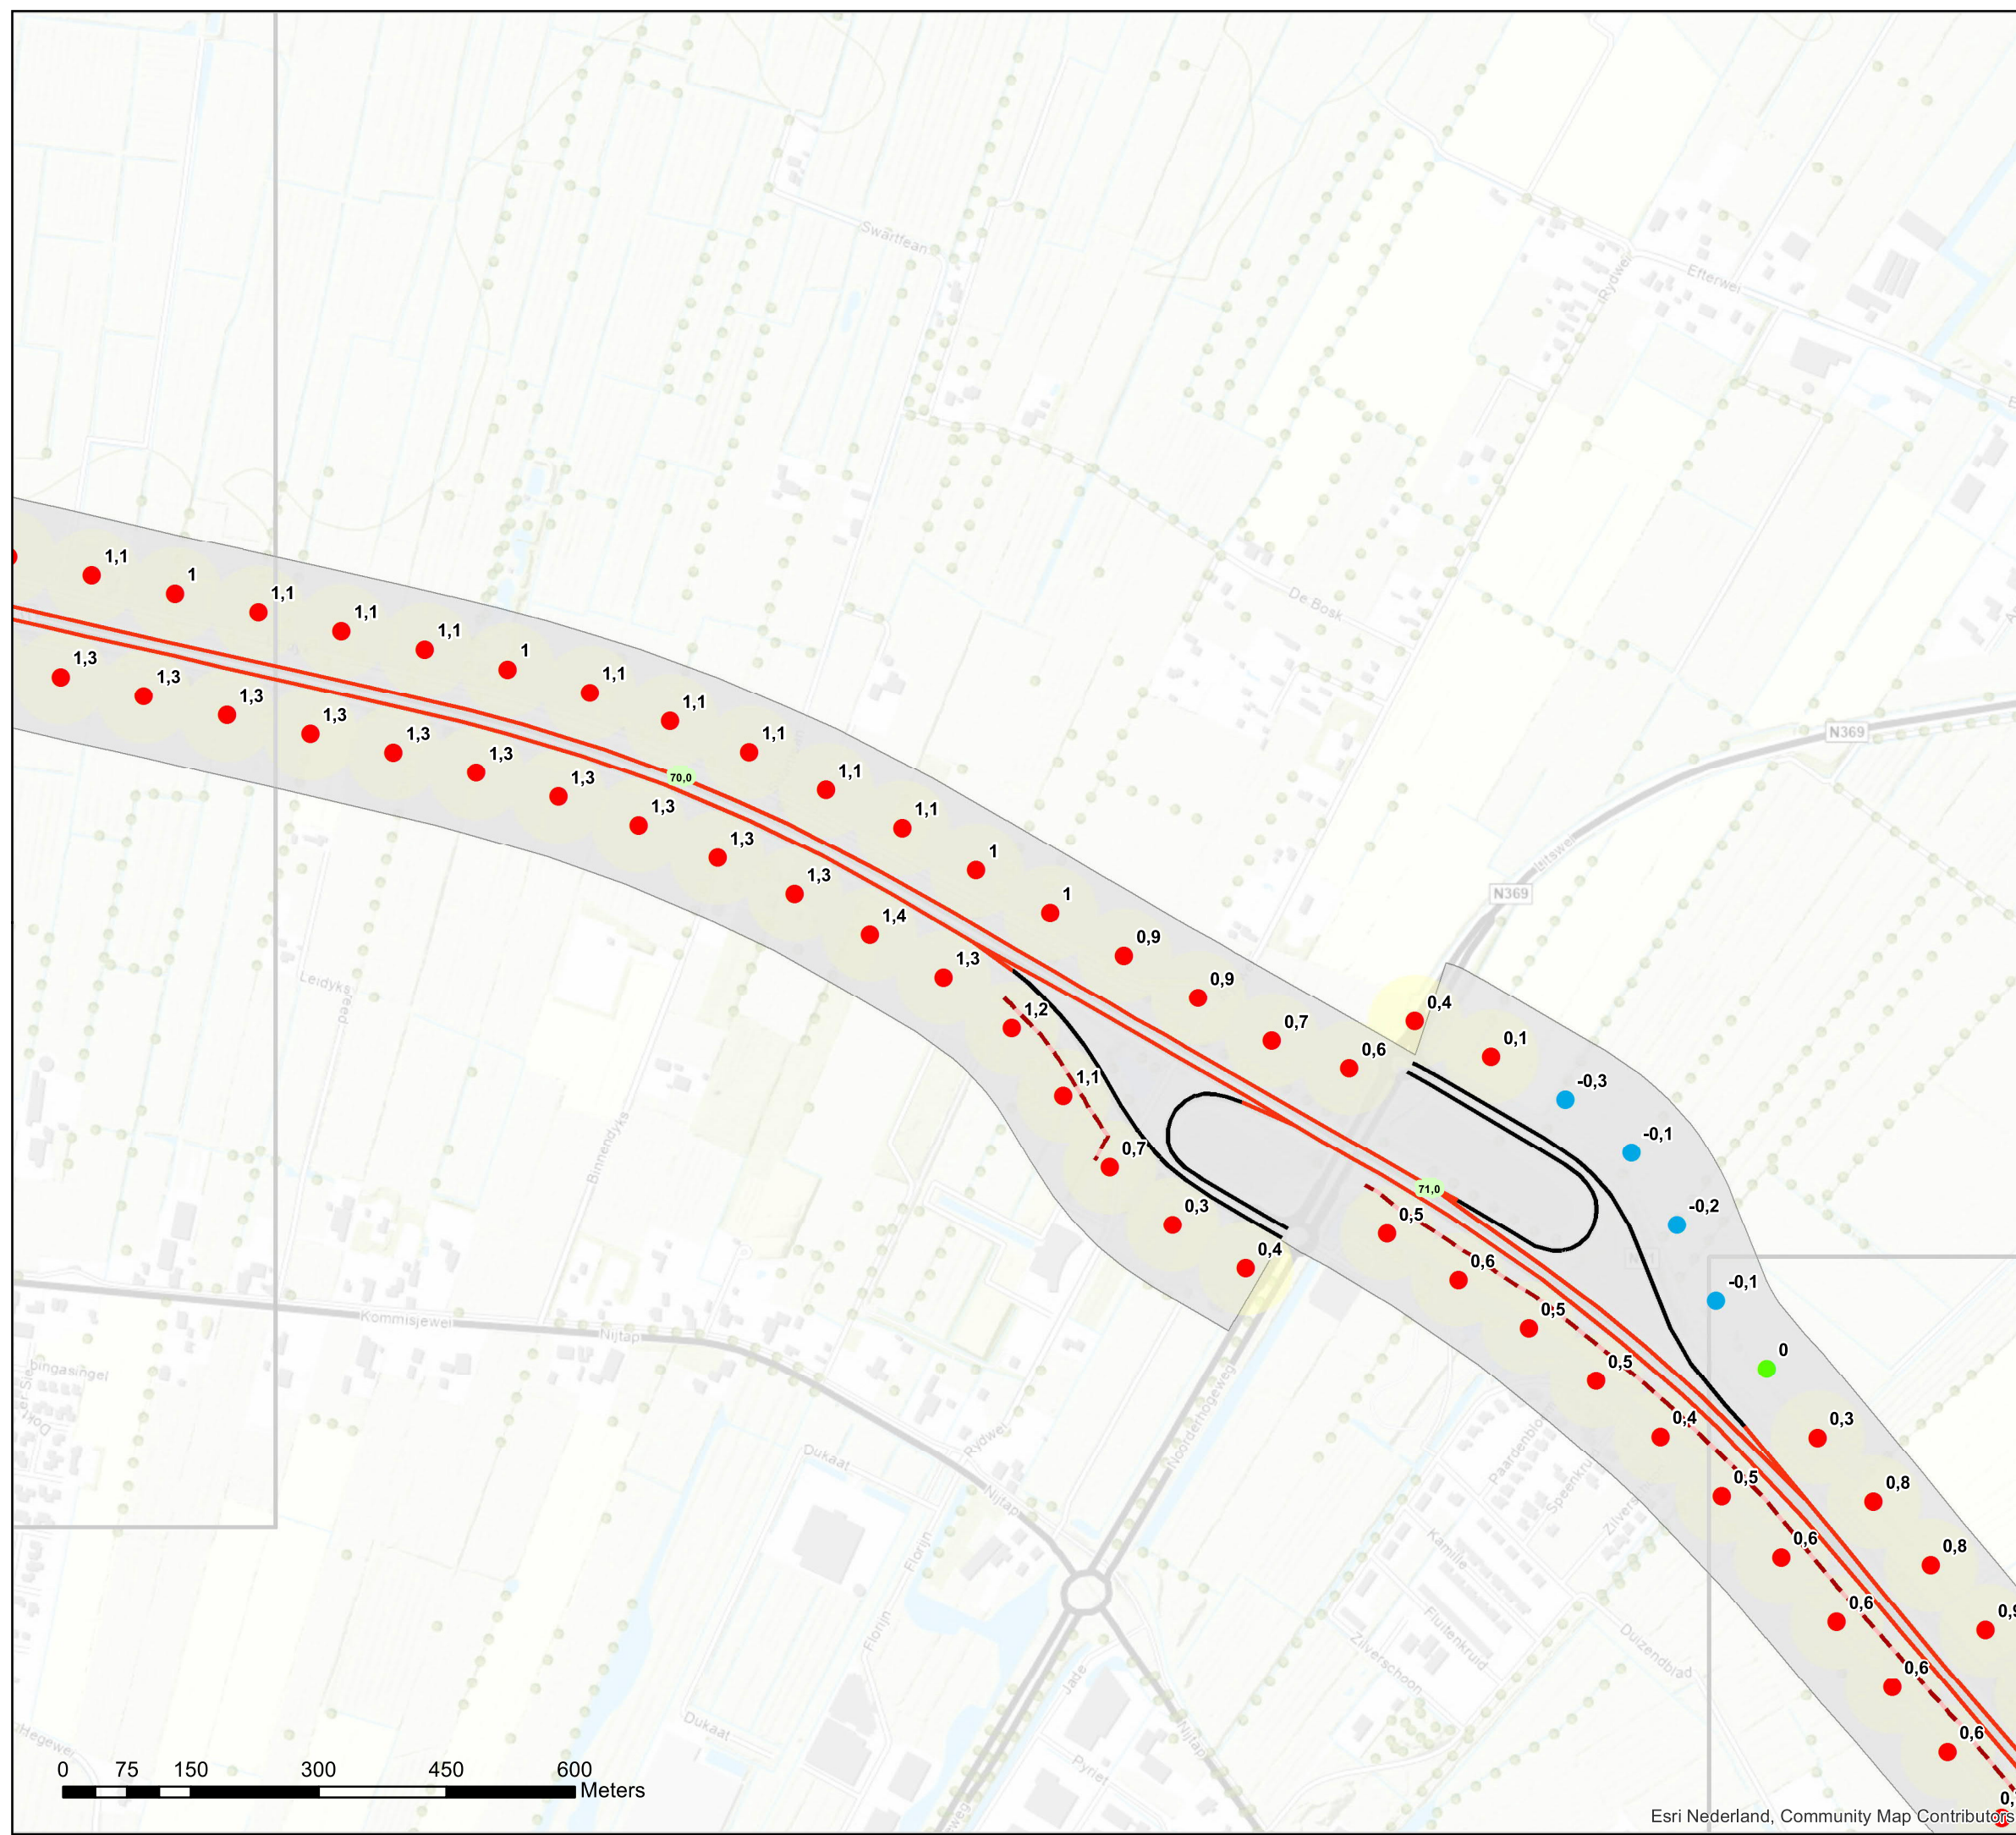 Swartfean
Rydwei
Efterwei
De Bosk
N369
1,1
1
1,1
1,1
1,1
1
1,1
1,1
1,1
1,1
1,1
1
1
0,9
0,9
0,7
0,6
0,4
0,1
-0,3
-0,1
-0,2
-0,1
0
0,3
0,8
0,8
1,3
1,3
1,3
1,3
1,3
1,3
1,3
1,3
1,3
1,3
1,4
1,3
1,2
1,1
0,7
0,3
0,4
70,0
71,0
N369
0,5
0,6
0,5
0,5
0,4
0,5
0,6
0,6
0,6
0,6
Leidyksreed
Binnendyks
Kommisjewei
Nijtap
bingasingel
Noorderhogeweg
Dukaat
Rydwei
Nijtap
Florijn
Florijn
Kamille
Fluitenkruid
Zilverschoon
Duizendblad
Jade
Nijtap
Pyriet
Dukaat
Hegewei
0 75 150 300 450 600
Meters
Esri Nederland, Community Map Contributors